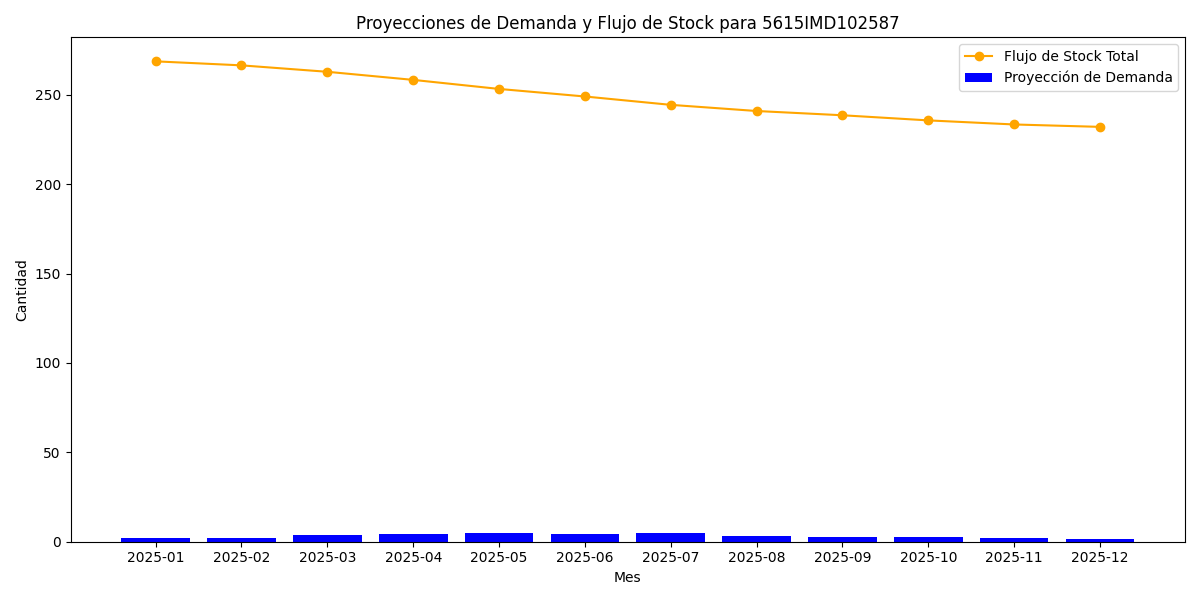 Proyecciones de Demanda y Flujo de Stock para 5615IMD102587
Flujo de Stock Total
Proyección de Demanda
Cantidad
250
200
150
100
50
0
2025-01 2025-02 2025-03 2025-04 2025-05 2025-06 2025-07 2025-08 2025-09 2025-10 2025-11 2025-12
Mes